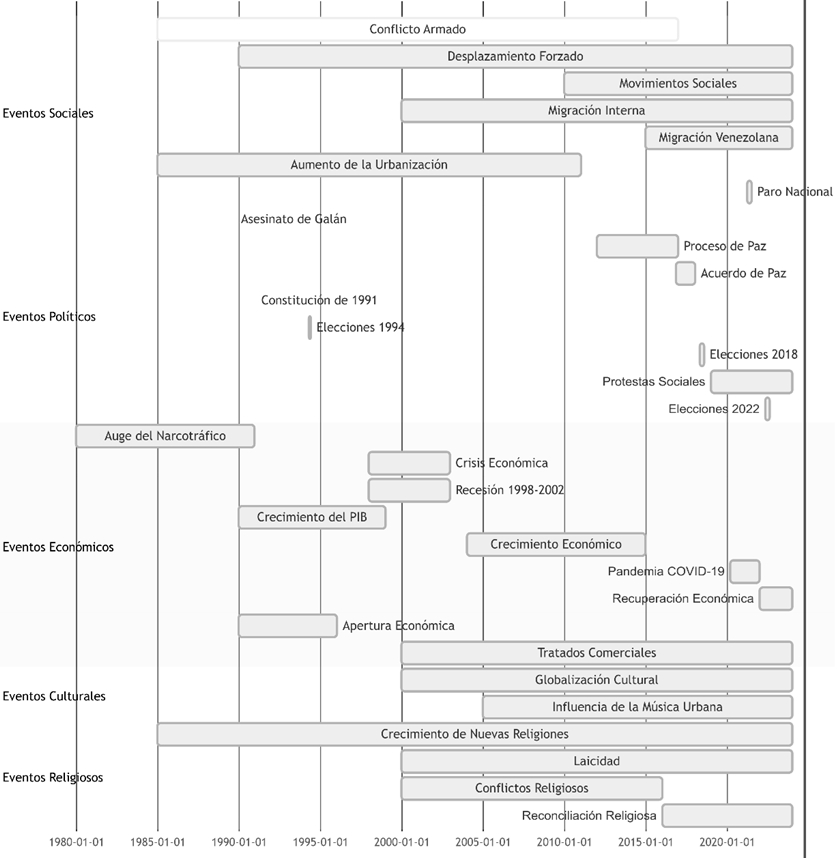 Conflicto Armado
Desplazamiento Forzado
Movimientos Sociales
Migración Interna
Eventos Sociales
Migración Venezolana
Aumento de la Urbanización
Paro Nacional
Asesinato de Galán
Proceso de Paz
Acuerdo de Paz
Constitución de 1991
Eventos Políticos
Elecciones 1994
Elecciones 2018
Protestas Sociales
Elecciones 2022
Auge del Narcotráfico
Crisis Económica
Recesión 1998-2002
Crecimiento del PIB
Eventos Económicos
Crecimiento Económico
Pandemia COVID-19
Recuperación Económica
Apertura Económica
Tratados Comerciales
Globalización Cultural
Eventos Culturales
Influencia de la Música Urbana
Crecimiento de Nuevas Religiones
Laicidad
Eventos Religiosos
Conflictos Religiosos
Reconciliación Religiosa
1980-01-01 1985-01-01 1990-01-01 1995-01-01 2000-01-01 2005-01-01 2010-01-01 2015-01-01 2020-01-01